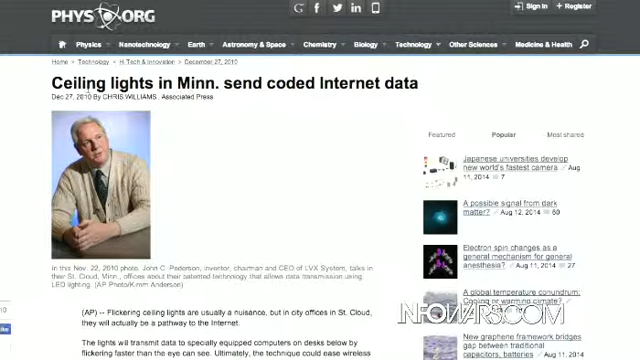 PHYS ORG
Sign In + Register
Physics Nanotechnology Earth Astronomy & Space Chemistry Biology Technology Other Sciences Medicine & Health
Home > Technology > Hi Tech & Innovation > December 27, 2010
Ceiling lights in Minn. send coded Internet data
Dec 27, 2010 By CHRIS WILLIAMS , Associated Press
Featured Popular Most shared
Japanese universities develop
new world's fastest camera Aug
11, 2014 7
A possible signal from dark
matter? Aug 12, 2014 69
Electron spin changes as a
general mechanism for general
anesthesia? Aug 11, 2014 27
In this Nov. 22, 2010 photo, John C. Pederson, inventor, chairman and CEO of LVX System, talks in
their St. Cloud, Minn., offices about their patented technology that allows data transmission using
LED lighting. (AP Photo/Kimm Anderson)
A global temperature conundrum:
Cooling or warming climate?
INFOWARS.COM
(AP) -- Flickering ceiling lights are usually a nuisance, but in city offices in St. Cloud,
they will actually be a pathway to the Internet.
New graphene framework bridges
gap between traditional
capacitors, batteries Aug 11, 2014
The lights will transmit data to specially equipped computers on desks below by
flickering faster than the eye can see. Ultimately, the technique could ease wireless